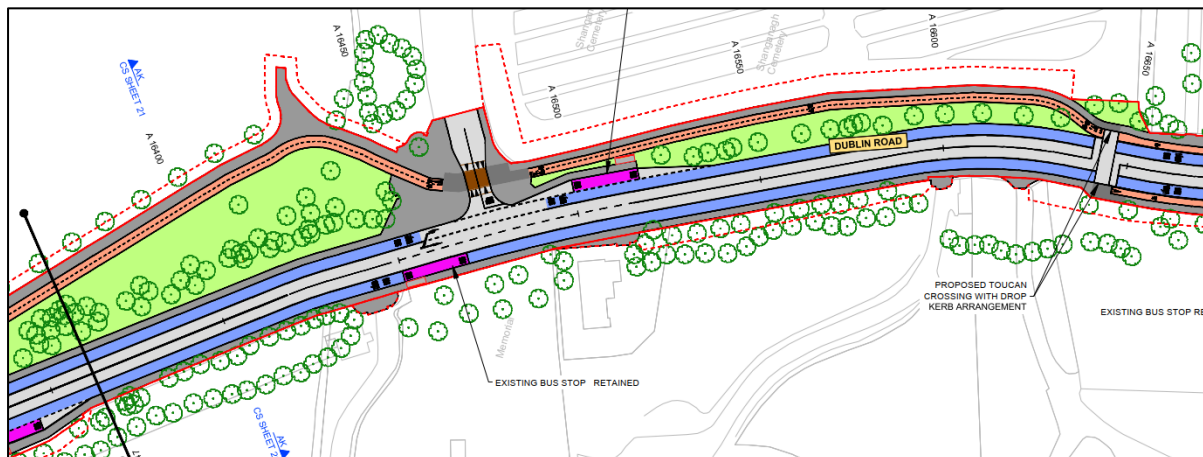 A 16450
Shanganagh
Cemetery
A 16500
A 16550
Shanganagh
Cemetery
A 16600
A 16650
AK
CS SHEET 21
A 16400
DUBLIN ROAD
PROPOSED TOUCAN
CROSSING WITH DROP
KERB ARRANGEMENT
EXISTING BUS STOP RE
Memorial
EXISTING BUS STOP RETAINED
AK
CS SHEET 2